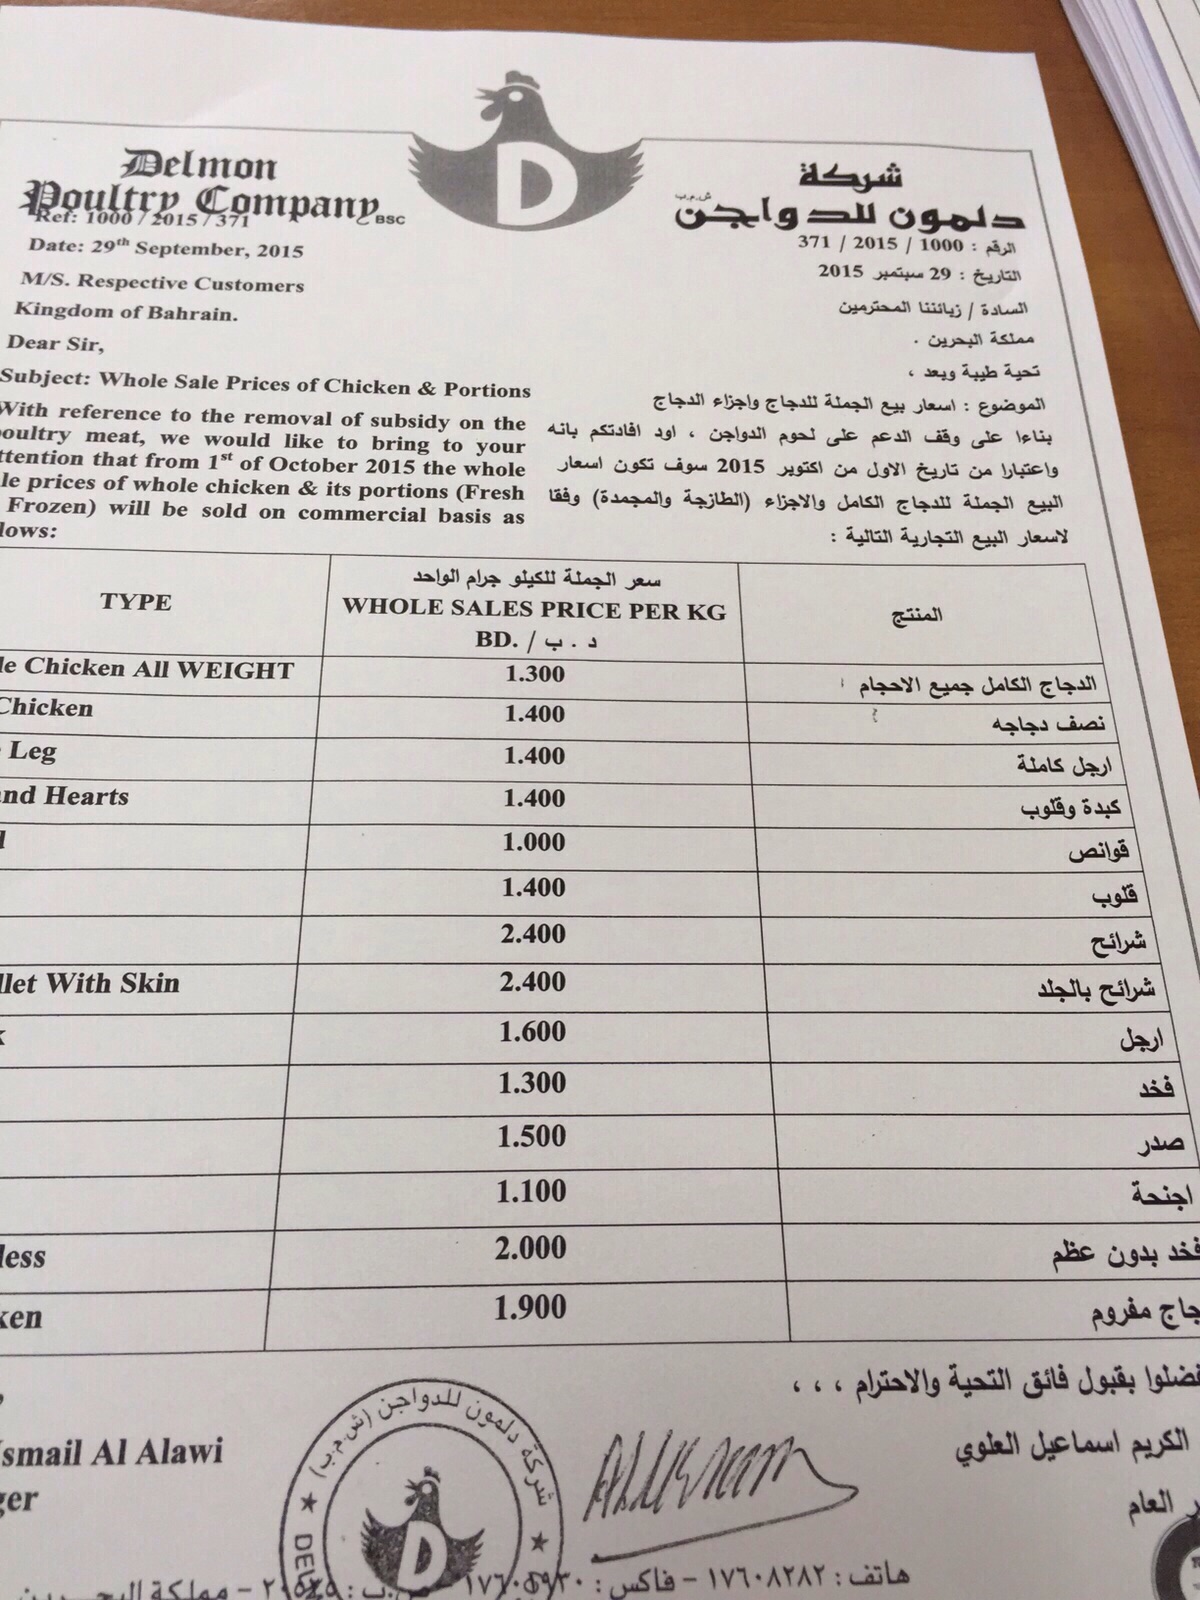 Delmon
Poultry Company BSC
Ref: 1000 / 2015 / 371
Date: 29th September, 2015
M/S. Respective Customers
Kingdom of Bahrain.
Dear Sir,
Subject: Whole Sale Prices of Chicken & Portions
With reference to the removal of subsidy on the
poultry meat, we would like to bring to your
ttention that from 1st of October 2015 the whole
le prices of whole chicken & its portions (Fresh
Frozen) will be sold on commercial basis as
lows:
D
شركة
دلمون للدواجن ش.م.ب
الرقم : 1000 / 2015 / 371
التاريخ : 29 سبتمبر 2015
السادة / زبائننا المحترمين
مملكة البحرين .
تحية طيبة وبعد ،
الموضوع : اسعار بيع الجملة للدجاج واجزاء الدجاج
بناءا على وقف الدعم على لحوم الدواجن ، اود افادتكم بانه
واعتبارا من تاريخ الاول من اكتوبر 2015 سوف تكون اسعار
البيع الجملة للدجاج الكامل والاجزاء (الطازجة والمجمدة) وفقا
لاسعار البيع التجارية التالية :
TYPE
سعر الجملة للكيلو جرام الواحد
WHOLE SALES PRICE PER KG
BD. / د . ب
المنتج
le Chicken All WEIGHT 1.300 الدجاج الكامل جميع الاحجام
Chicken 1.400 نصف دجاجه
Leg 1.400 ارجل كاملة
and Hearts 1.400 كبدة وقلوب
1.000 قوانص
1.400 قلوب
2.400 شرائح
llet With Skin 2.400 شرائح بالجلد
k 1.600 ارجل
1.300 فخد
1.500 صدر
1.100 اجنحة
less 2.000 فخد بدون عظم
ken 1.900 جاج مفروم
فضلوا بقبول فائق التحية والاحترام ، ، ،
Ismail Al Alawi
ger
الكريم اسماعيل العلوي
ر العام
شركة دلمون للدواجن (ش.م.ب)
D
DEL
هاتف : ١٧٦٠٨٢٨٢ – فاكس : ١٧٦٠١٩٣٠ – ص.ب : ٢٠٥٣٥ – مملكة البحرين